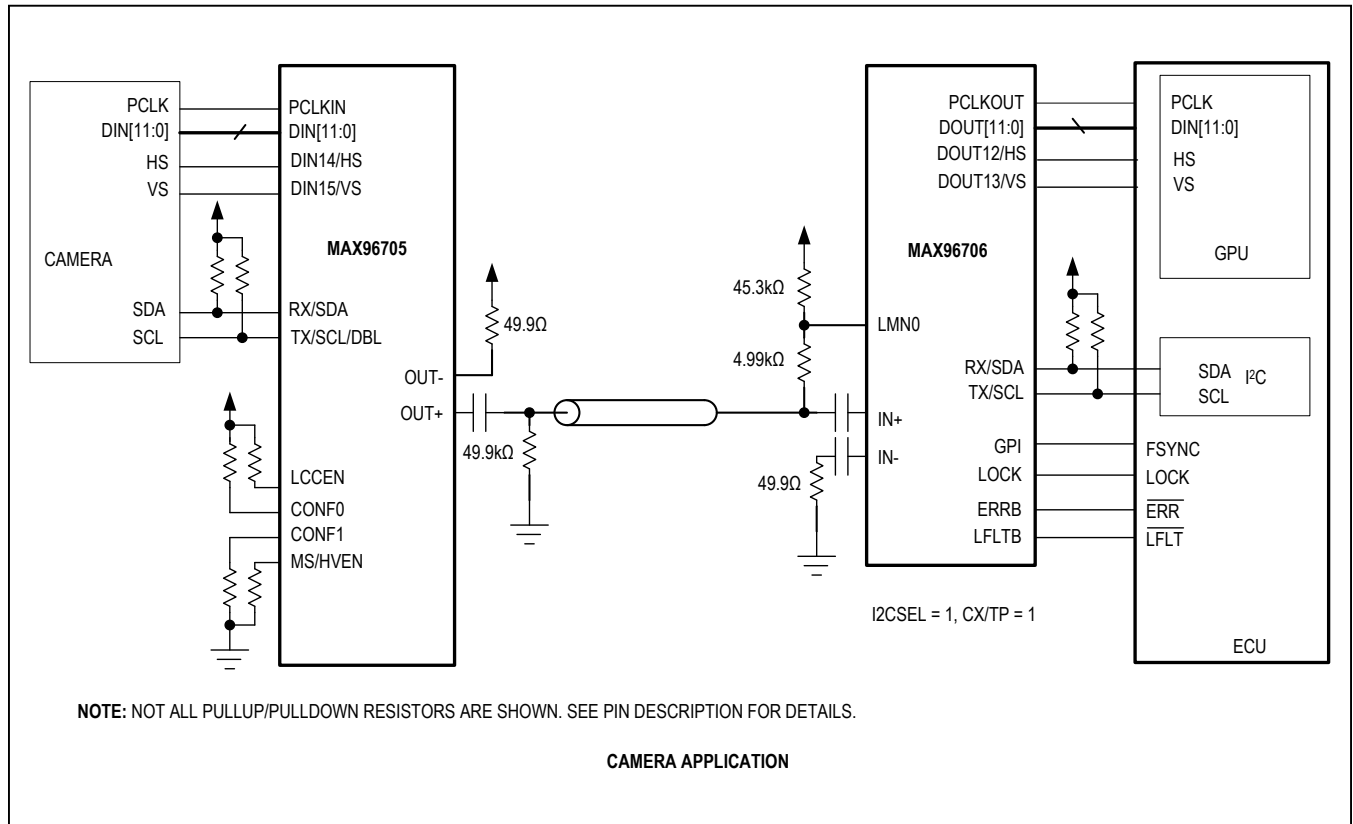 CAMERA
PCLK
DIN[11:0]
HS
VS
SDA
SCL
MAX96705
PCLKIN
DIN[11:0]
DIN14/HS
DIN15/VS
RX/SDA
TX/SCL/DBL
OUT-
OUT+
LCCEN
CONF0
CONF1
MS/HVEN
49.9Ω
49.9kΩ
45.3kΩ
4.99kΩ
49.9Ω
MAX96706
LMN0
IN+
IN-
PCLKOUT
DOUT[11:0]
DOUT12/HS
DOUT13/VS
RX/SDA
TX/SCL
GPI
LOCK
ERRB
LFLTB
I2CSEL = 1, CX/TP = 1
PCLK
DIN[11:0]
HS
VS
GPU
SDA I²C
SCL
FSYNC
LOCK
ERR
LFLT
ECU
NOTE: NOT ALL PULLUP/PULLDOWN RESISTORS ARE SHOWN. SEE PIN DESCRIPTION FOR DETAILS.
CAMERA APPLICATION